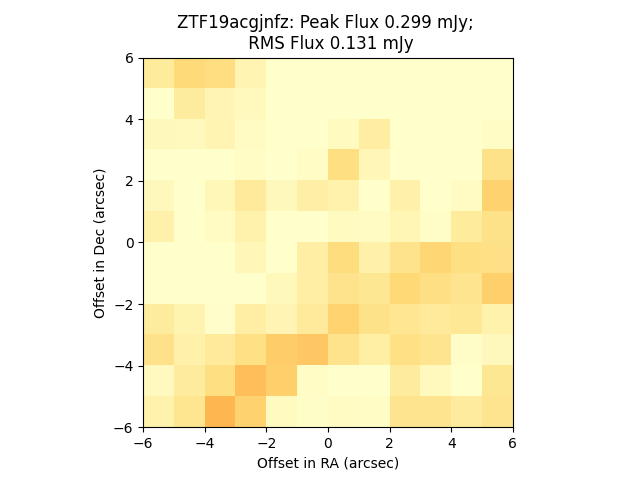 ZTF19acgjnfz: Peak Flux 0.299 mJy;
RMS Flux 0.131 mJy
6
4
2
0
−2
−4
−6
Offset in Dec (arcsec)
−6 −4 −2 0 2 4 6
Offset in RA (arcsec)